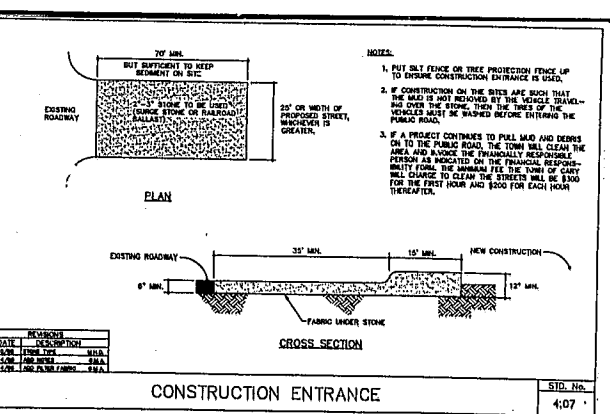 70' MIN.
BUT SUFFICIENT TO KEEP
SEDIMENT ON SITE
EXISTING
ROADWAY
2"-3" STONE TO BE USED
(SURGE STONE OR RAILROAD
BALLAST)
25' OR WIDTH OF
PROPOSED STREET,
WHICHEVER IS
GREATER.
PLAN
NOTES:
1. PUT SILT FENCE OR TREE PROTECTION FENCE UP
TO ENSURE CONSTRUCTION ENTRANCE IS USED.
2. IF CONSTRUCTION ON THE SITES ARE SUCH THAT
THE MUD IS NOT REMOVED BY THE VEHICLE TRAVEL-
ING OVER THE STONE, THEN THE TIRES OF THE
VEHICLES MUST BE WASHED BEFORE ENTERING THE
PUBLIC ROAD.
3. IF A PROJECT CONTINUES TO PULL MUD AND DEBRIS
ON TO THE PUBLIC ROAD, THE TOWN WILL CLEAN THE
AREA AND INVOICE THE FINANCIALLY RESPONSIBLE
PERSON AS INDICATED ON THE FINANCIAL RESPONS-
IBILITY FORM. THE MINIMUM FEE THE TOWN OF CARY
WILL CHARGE TO CLEAN THE STREETS WILL BE $300
FOR THE FIRST HOUR AND $200 FOR EACH HOUR
THEREAFTER.
EXISTING ROADWAY
35' MIN.
15' MIN.
NEW CONSTRUCTION
6" MIN.
12" MIN.
FABRIC UNDER STONE
CROSS SECTION
REVISIONS
DATE DESCRIPTION
STONE TYPE
ADD NOTES
ADD FILTER FABRIC
CONSTRUCTION ENTRANCE
STD. No.
4:07